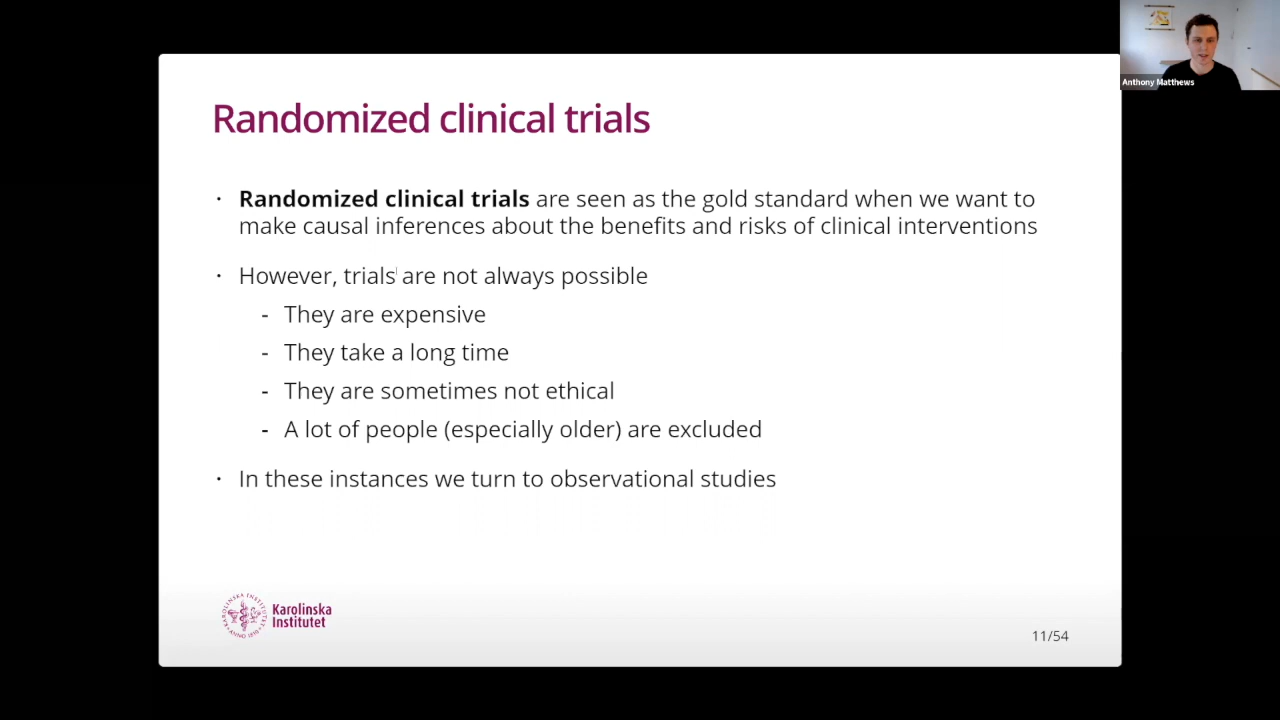 Anthony Matthews
Randomized clinical trials
· Randomized clinical trials are seen as the gold standard when we want to
make causal inferences about the benefits and risks of clinical interventions
· However, trials are not always possible
- They are expensive
- They take a long time
- They are sometimes not ethical
- A lot of people (especially older) are excluded
· In these instances we turn to observational studies
Karolinska
Institutet
11/54